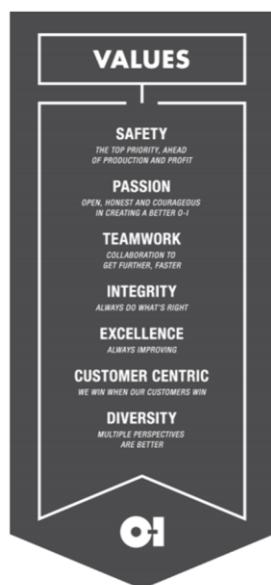 VALUES
SAFETY
THE TOP PRIORITY, AHEAD
OF PRODUCTION AND PROFIT
PASSION
OPEN, HONEST AND COURAGEOUS
IN CREATING A BETTER O-I
TEAMWORK
COLLABORATION TO
GET FURTHER, FASTER
INTEGRITY
ALWAYS DO WHAT'S RIGHT
EXCELLENCE
ALWAYS IMPROVING
CUSTOMER CENTRIC
WE WIN WHEN OUR CUSTOMERS WIN
DIVERSITY
MULTIPLE PERSPECTIVES
ARE BETTER
O-I